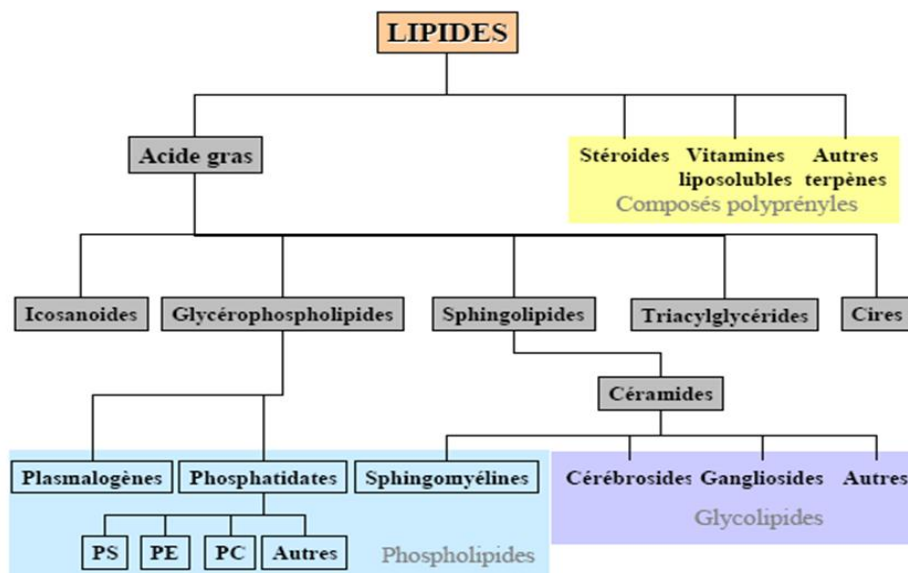 LIPIDES
Acide gras
Stéroides Vitamines Autres
liposolubles terpènes
Composés polyprényles
Icosanoides Glycérophospholipides Sphingolipides Triacylglycérides Cires
Céramides
Plasmalogènes Phosphatidates Sphingomyélines Cérébrosides Gangliosides Autres
Glycolipides
PS PE PC Autres Phospholipides